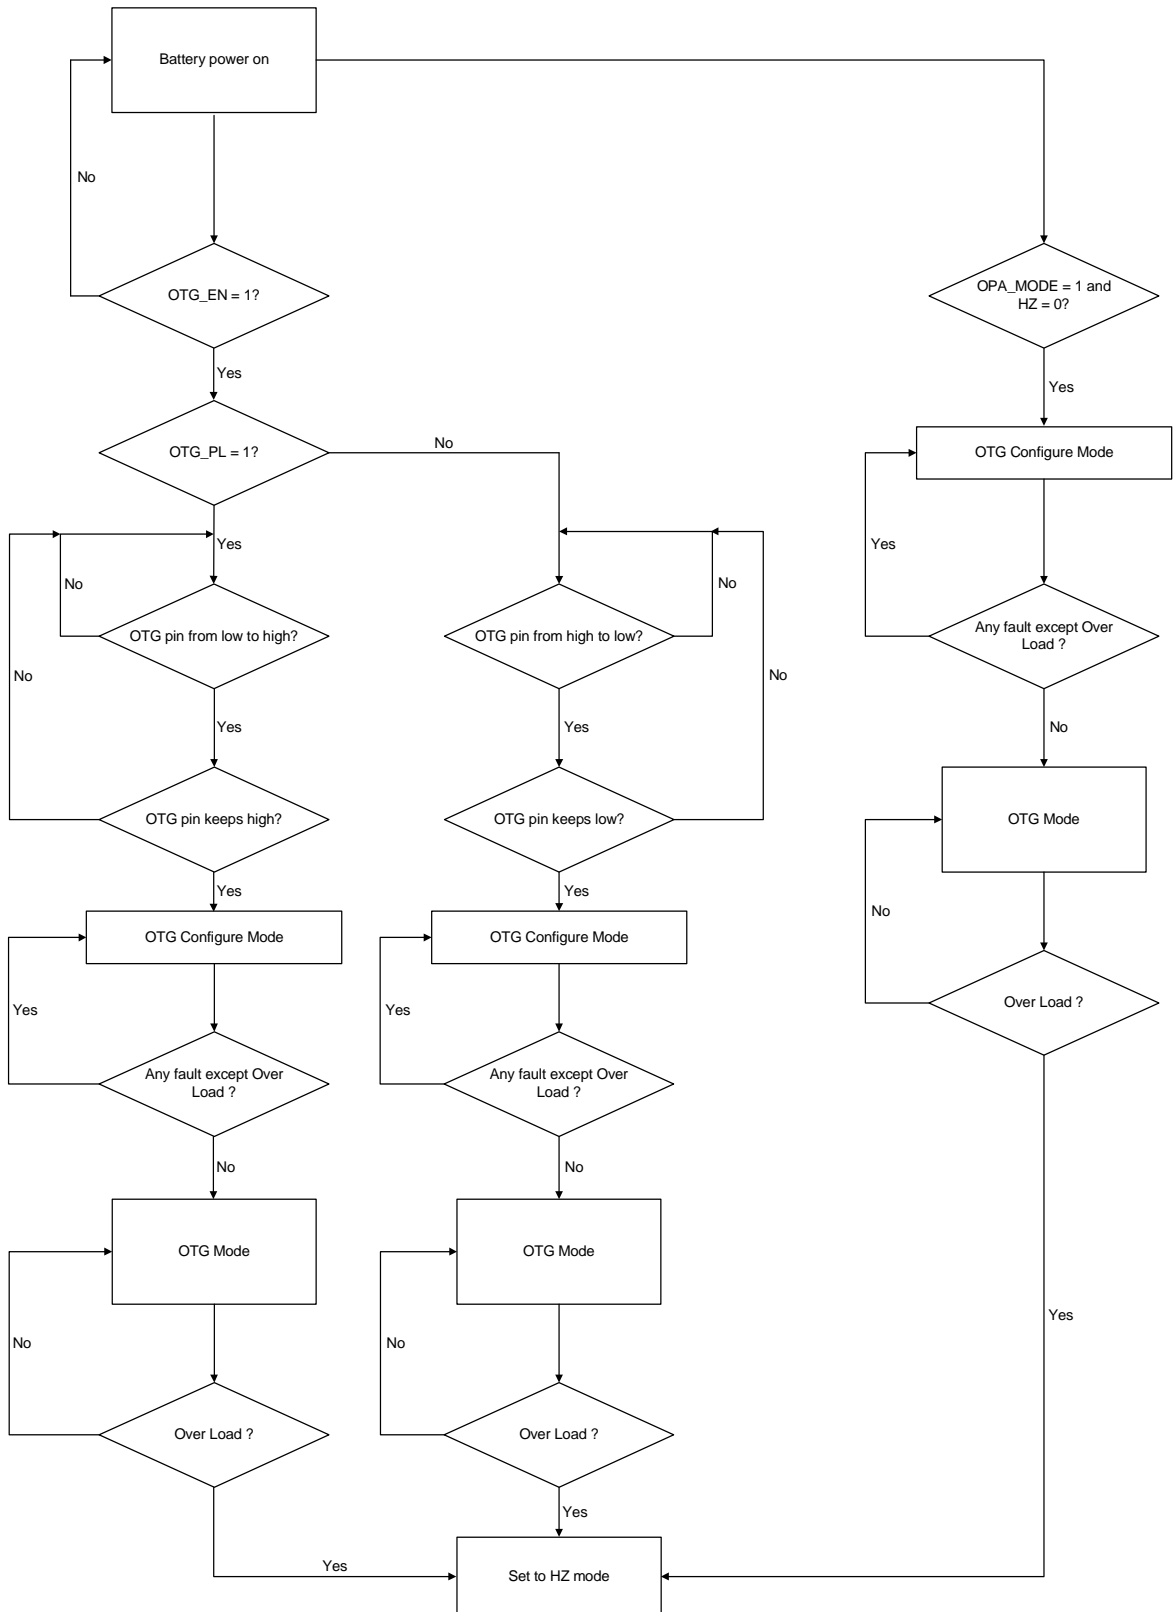 Battery power on
No
OTG_EN = 1?
OPA_MODE = 1 and
HZ = 0?
Yes
Yes
OTG_PL = 1?
No
OTG Configure Mode
Yes
Yes
No
No
OTG pin from low to high?
OTG pin from high to low?
Any fault except Over
Load ?
No
No
Yes
Yes
No
OTG pin keeps high?
OTG pin keeps low?
OTG Mode
Yes
Yes
No
OTG Configure Mode
OTG Configure Mode
Over Load ?
Yes
Yes
Any fault except Over
Load ?
Any fault except Over
Load ?
No
No
OTG Mode
OTG Mode
Yes
No
No
Over Load ?
Over Load ?
Yes
Yes
Set to HZ mode